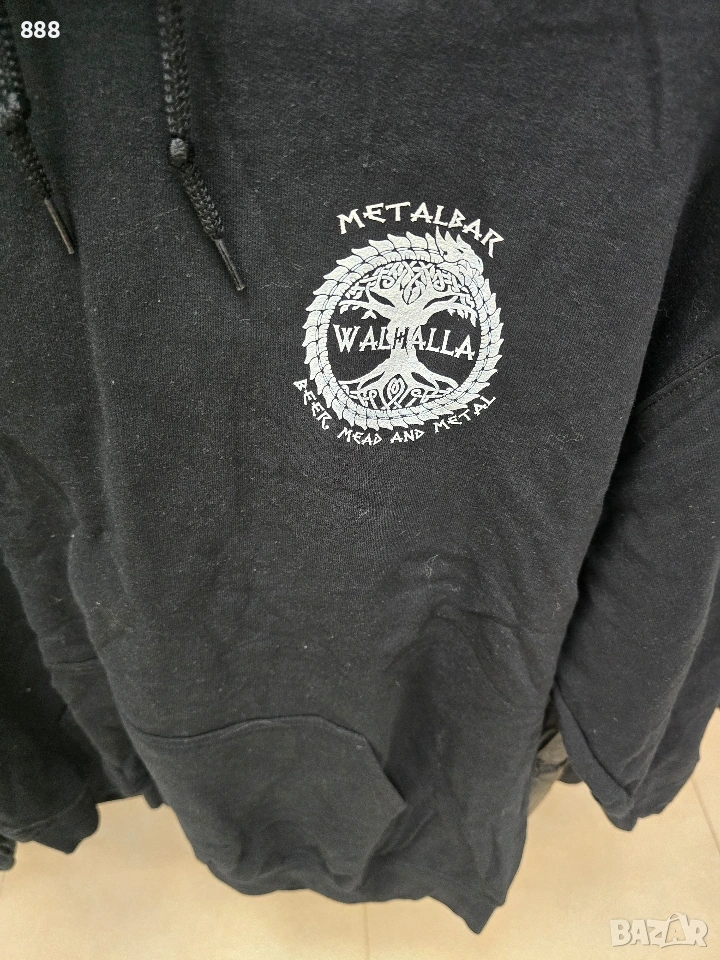 888
METALBAR
WALHALLA
BEER, MEAD AND METAL
BAZAR